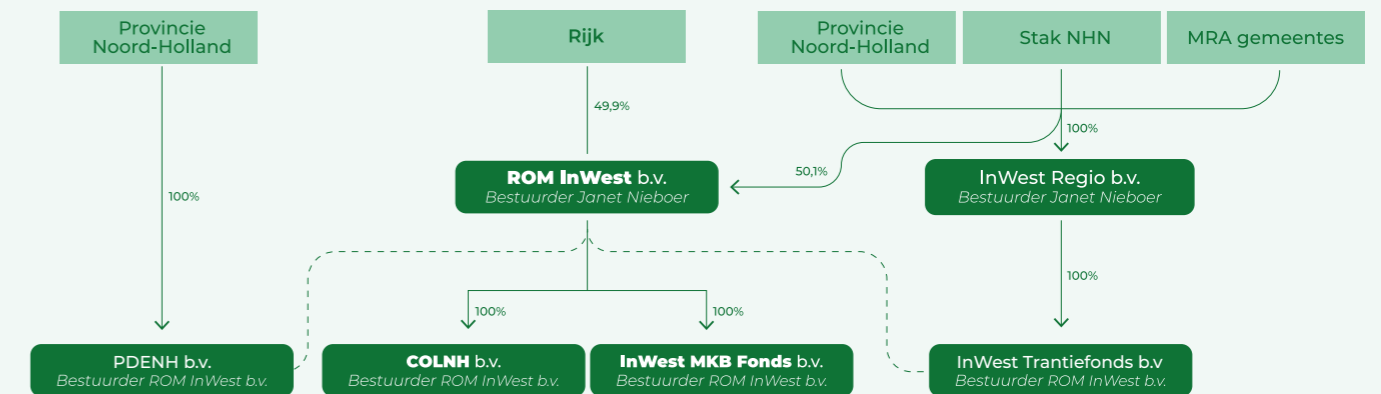 Provincie
Noord-Holland
Rijk
Provincie
Noord-Holland
Stak NHN
MRA gemeentes
49,9%
100%
50,1%
100%
ROM InWest b.v.
Bestuurder Janet Nieboer
InWest Regio b.v.
Bestuurder Janet Nieboer
100%
100%
100%
PDENH b.v.
Bestuurder ROM InWest b.v.
COLNH b.v.
Bestuurder ROM InWest b.v.
InWest MKB Fonds b.v.
Bestuurder ROM InWest b.v.
InWest Trantiefonds b.v
Bestuurder ROM InWest b.v.